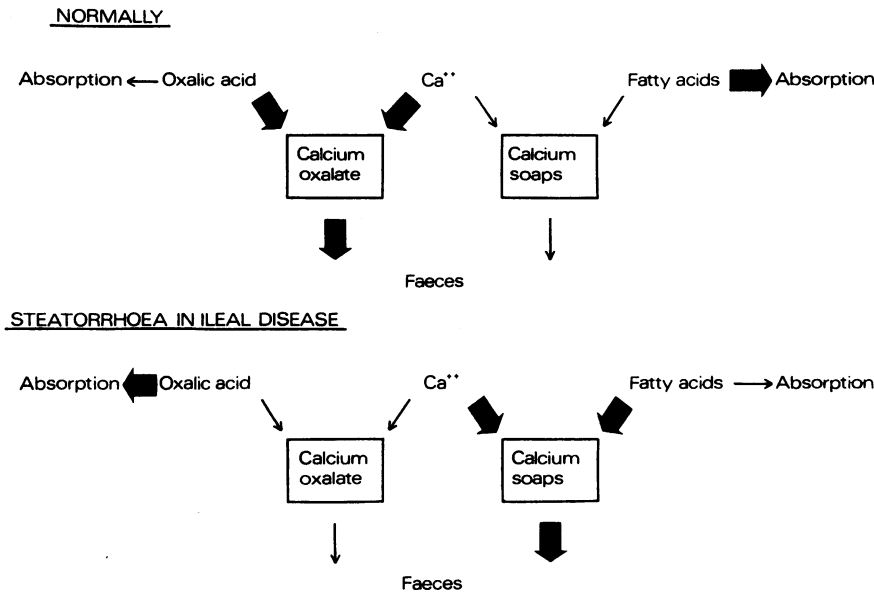 NORMALLY
Absorption Oxalic acid Ca++ Fatty acids Absorption
Calcium Calcium
oxalate soaps
Faeces
STEATORRHOEA IN ILEAL DISEASE
Absorption Oxalic acid Ca++ Fatty acids Absorption
Calcium Calcium
oxalate soaps
Faeces